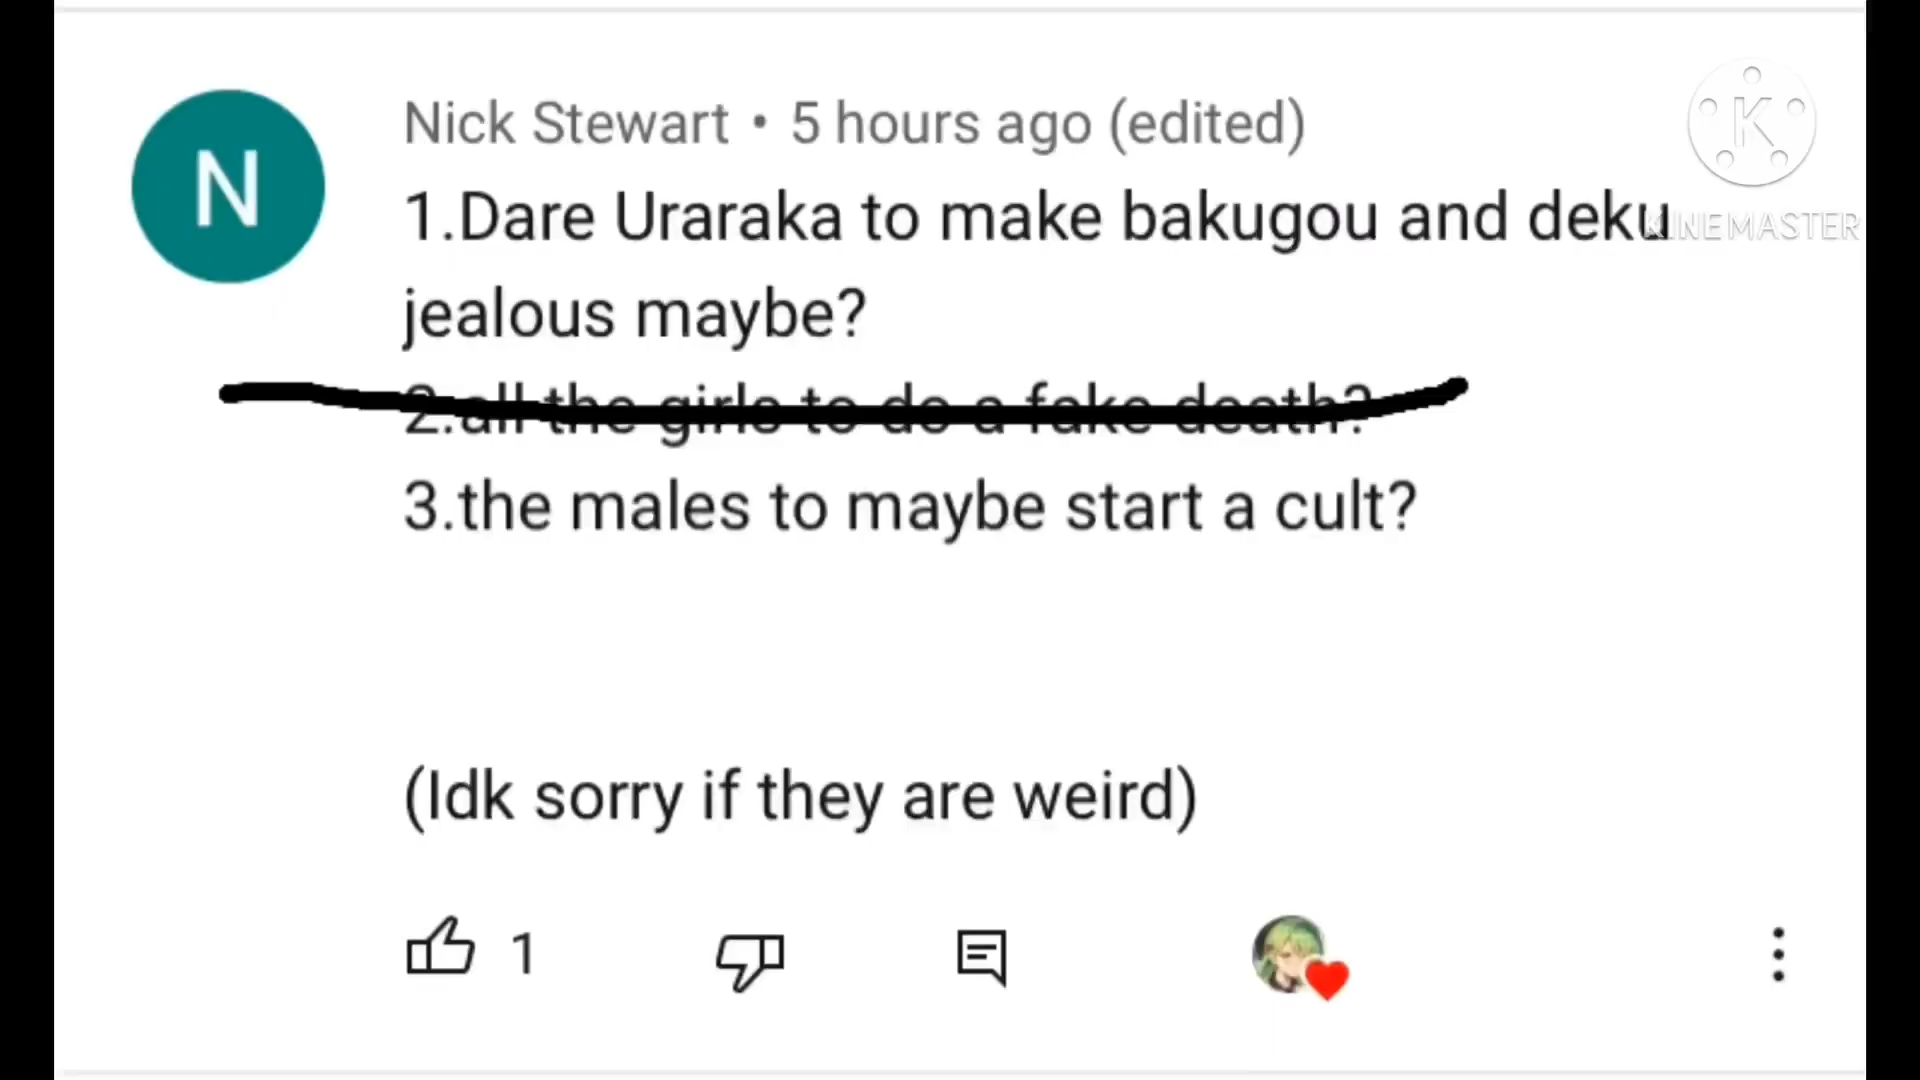 Nick Stewart • 5 hours ago (edited)
K
KINEMASTER
N
1.Dare Uraraka to make bakugou and deku
jealous maybe?
2.all the girls to do a fake death?
3.the males to maybe start a cult?
(Idk sorry if they are weird)
1